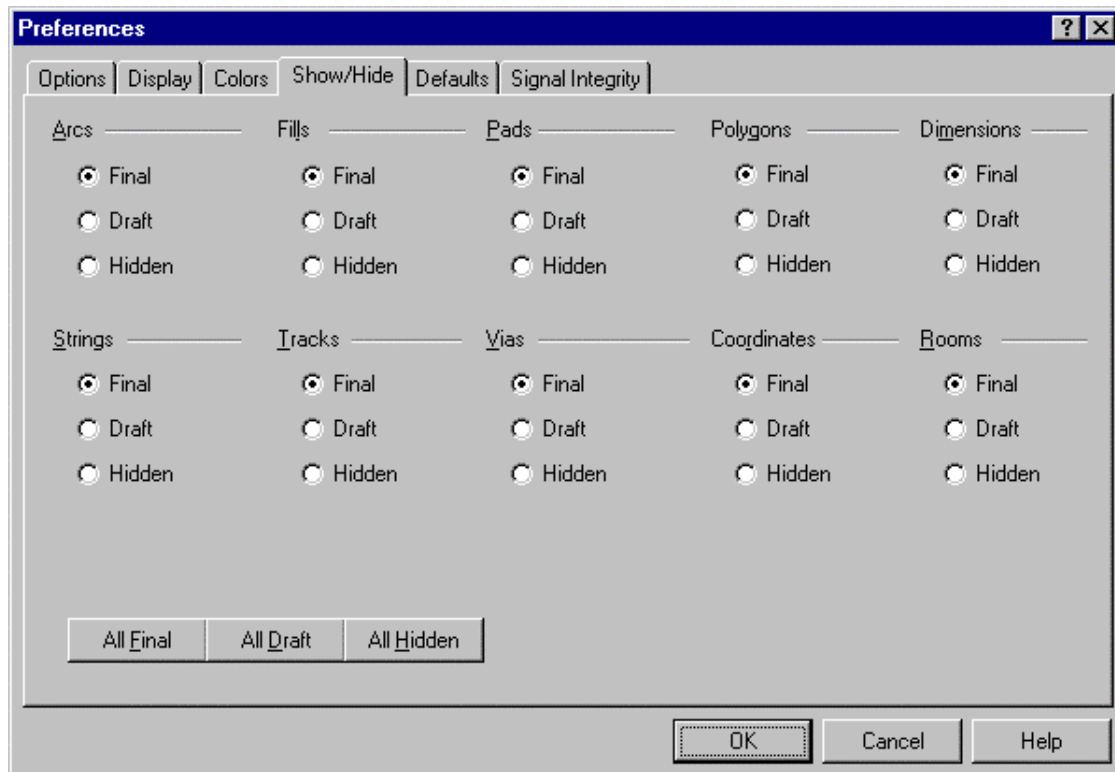 Preferences
Options Display Colors Show/Hide Defaults Signal Integrity
Arcs Fills Pads Polygons Dimensions
Final Final Final Final Final
Draft Draft Draft Draft Draft
Hidden Hidden Hidden Hidden Hidden
Strings Tracks Vias Coordinates Rooms
Final Final Final Final Final
Draft Draft Draft Draft Draft
Hidden Hidden Hidden Hidden Hidden
All Final All Draft All Hidden
OK Cancel Help